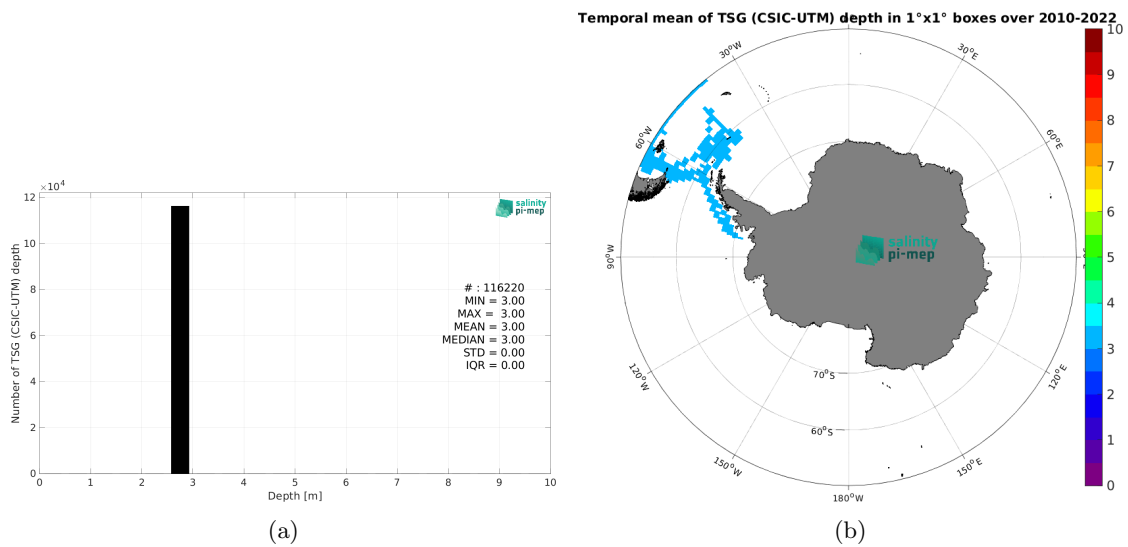 ×10⁴
12
10
8
6
4
2
0
Number of TSG (CSIC-UTM) depth
salinity
pi-mep
# : 116220
MIN = 3.00
MAX = 3.00
MEAN = 3.00
MEDIAN = 3.00
STD = 0.00
IQR = 0.00
0 1 2 3 4 5 6 7 8 9 10
Depth [m]
(a)
Temporal mean of TSG (CSIC-UTM) depth in 1°x1° boxes over 2010-2022
30°W
30°E
60°W
60°E
90°W
salinity
pi-mep
120°W
120°E
70°S
60°S
150°W
150°E
180°W
10
9
8
7
6
5
4
3
2
1
0
(b)